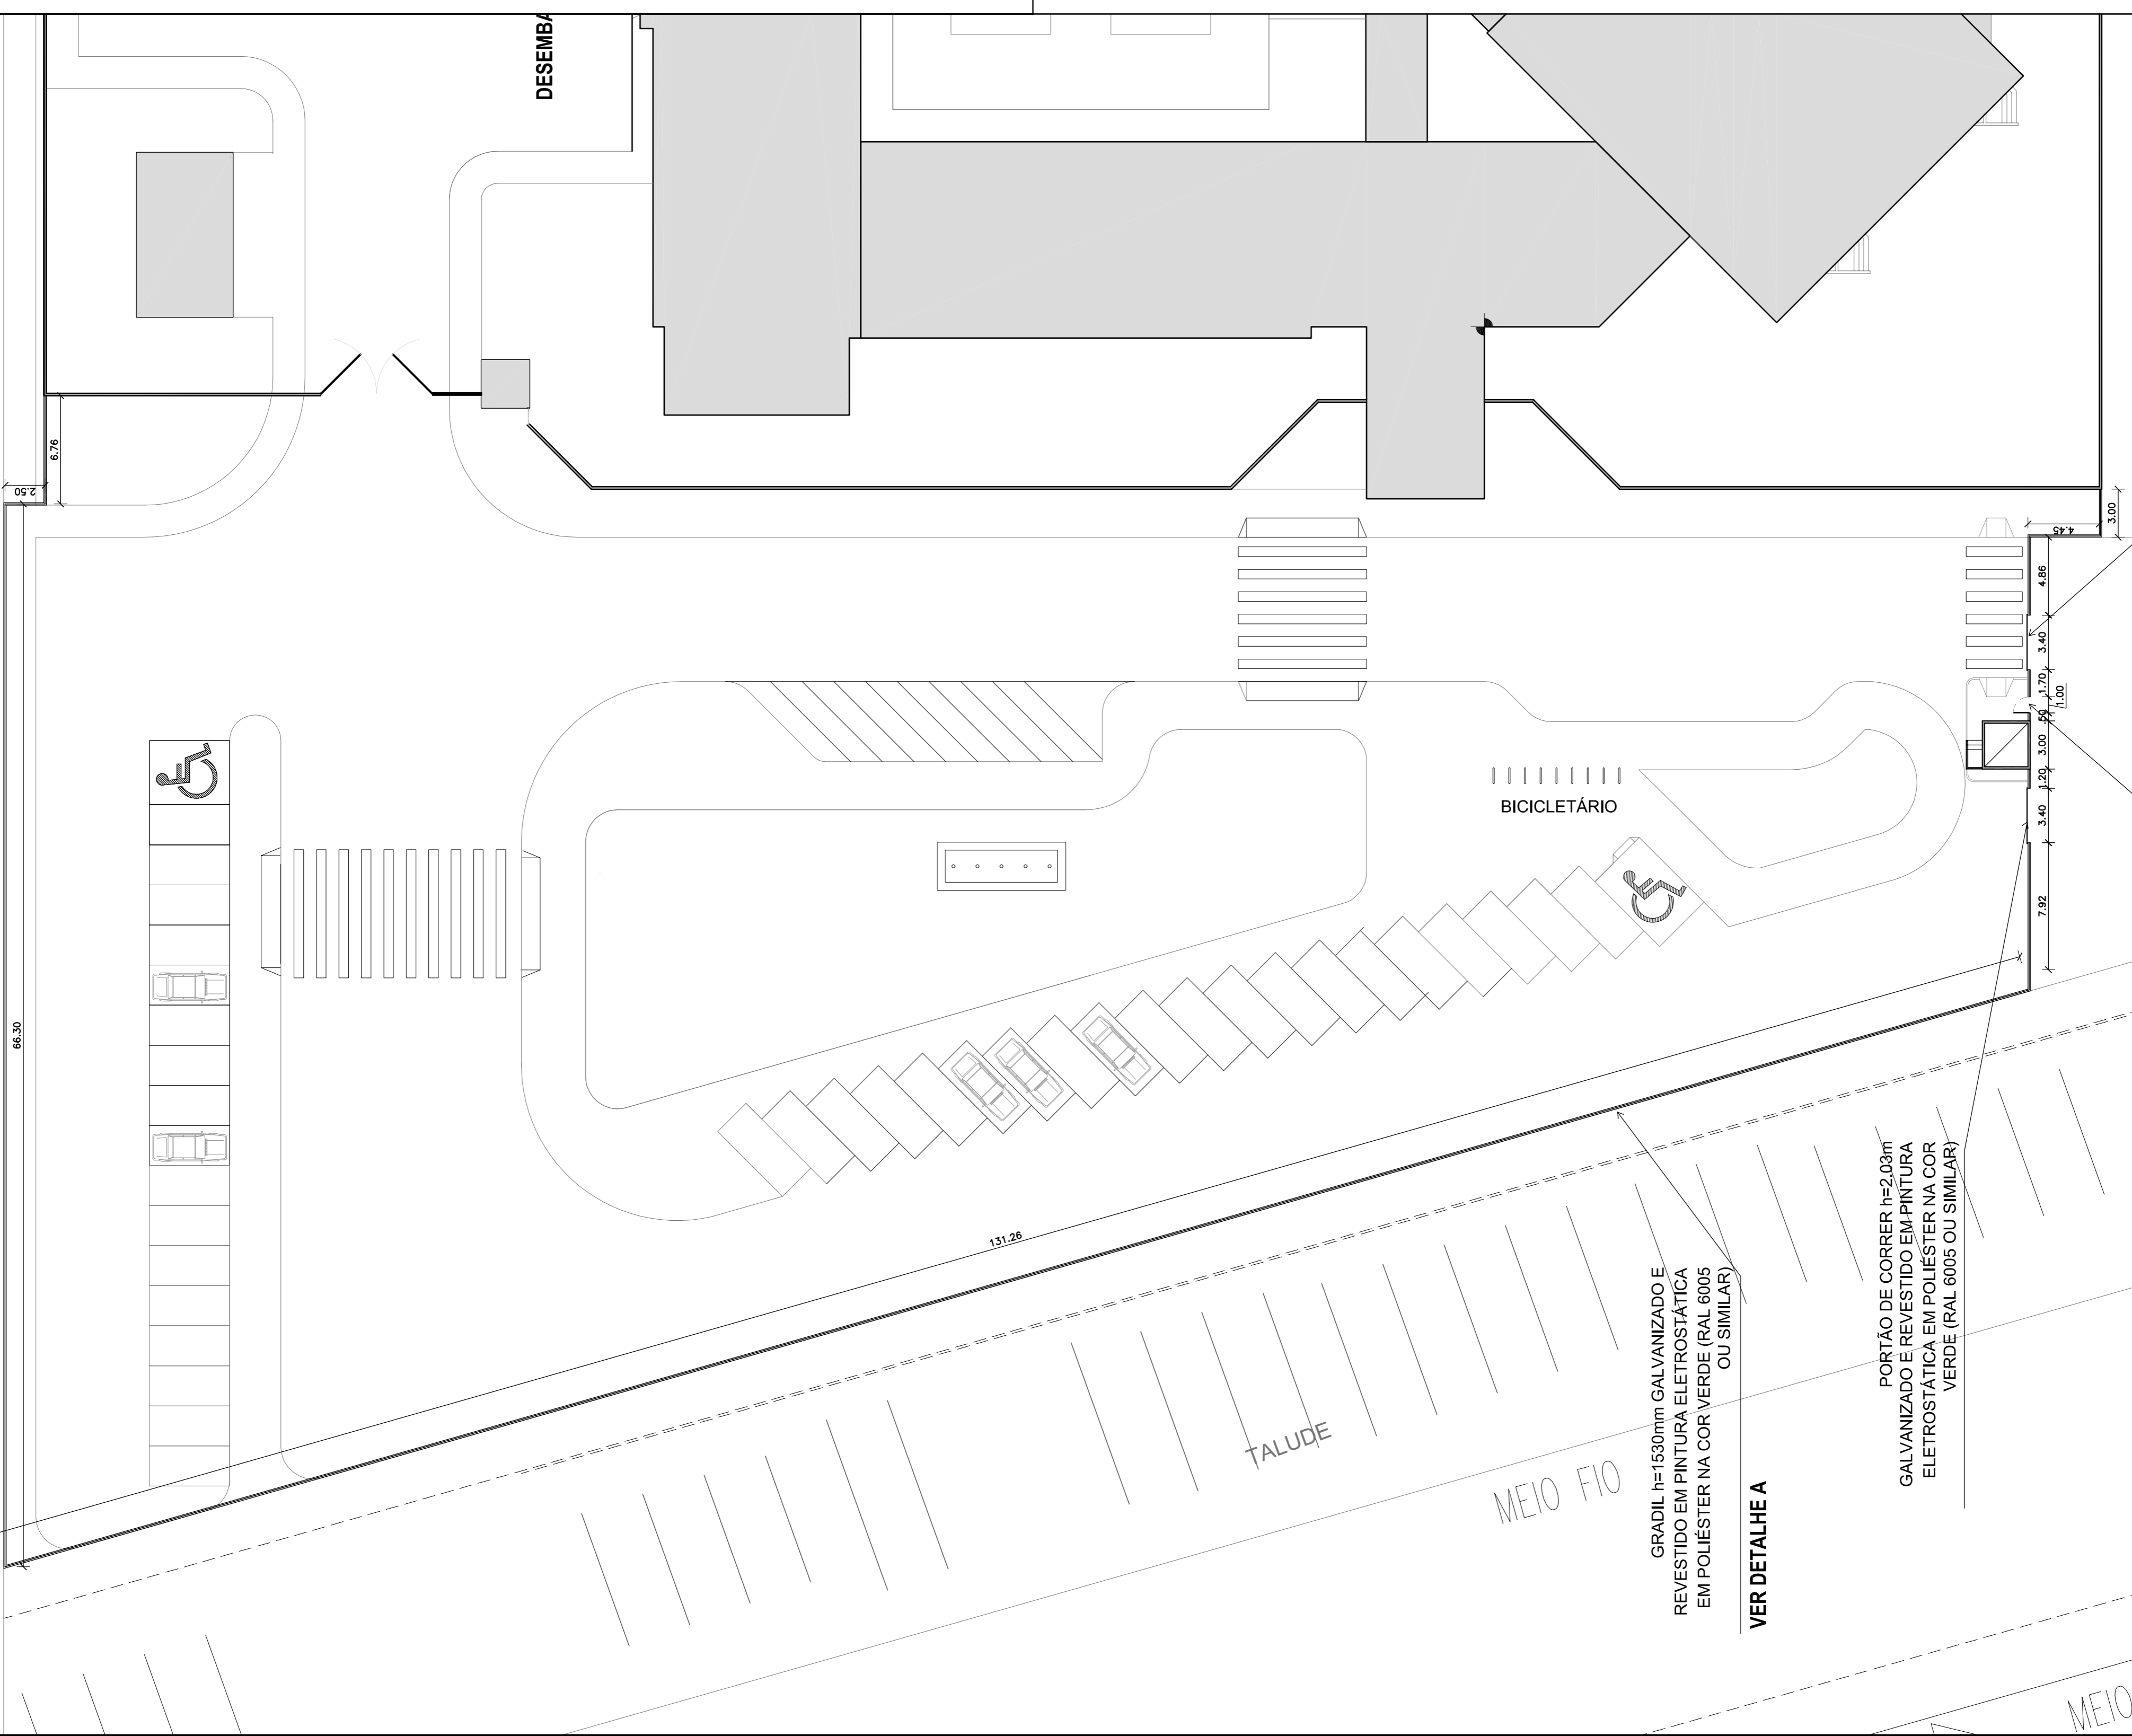 DESEMBA
6.76
2.50
3.00
4.45
4.86
3.40
1.70
1.00
.50
3.00
1.20
3.40
7.92
BICICLETÁRIO
66.30
131.26
PORTÃO DE CORRER h=2,03m
GALVANIZADO E REVESTIDO EM PINTURA
ELETROSTÁTICA EM POLIÉSTER NA COR
VERDE (RAL 6005 OU SIMILAR)
GRADIL h=1530mm GALVANIZADO E
REVESTIDO EM PINTURA ELETROSTÁTICA
EM POLIÉSTER NA COR VERDE (RAL 6005
OU SIMILAR)
VER DETALHE A
TALUDE
MEIO FIO
MEIO